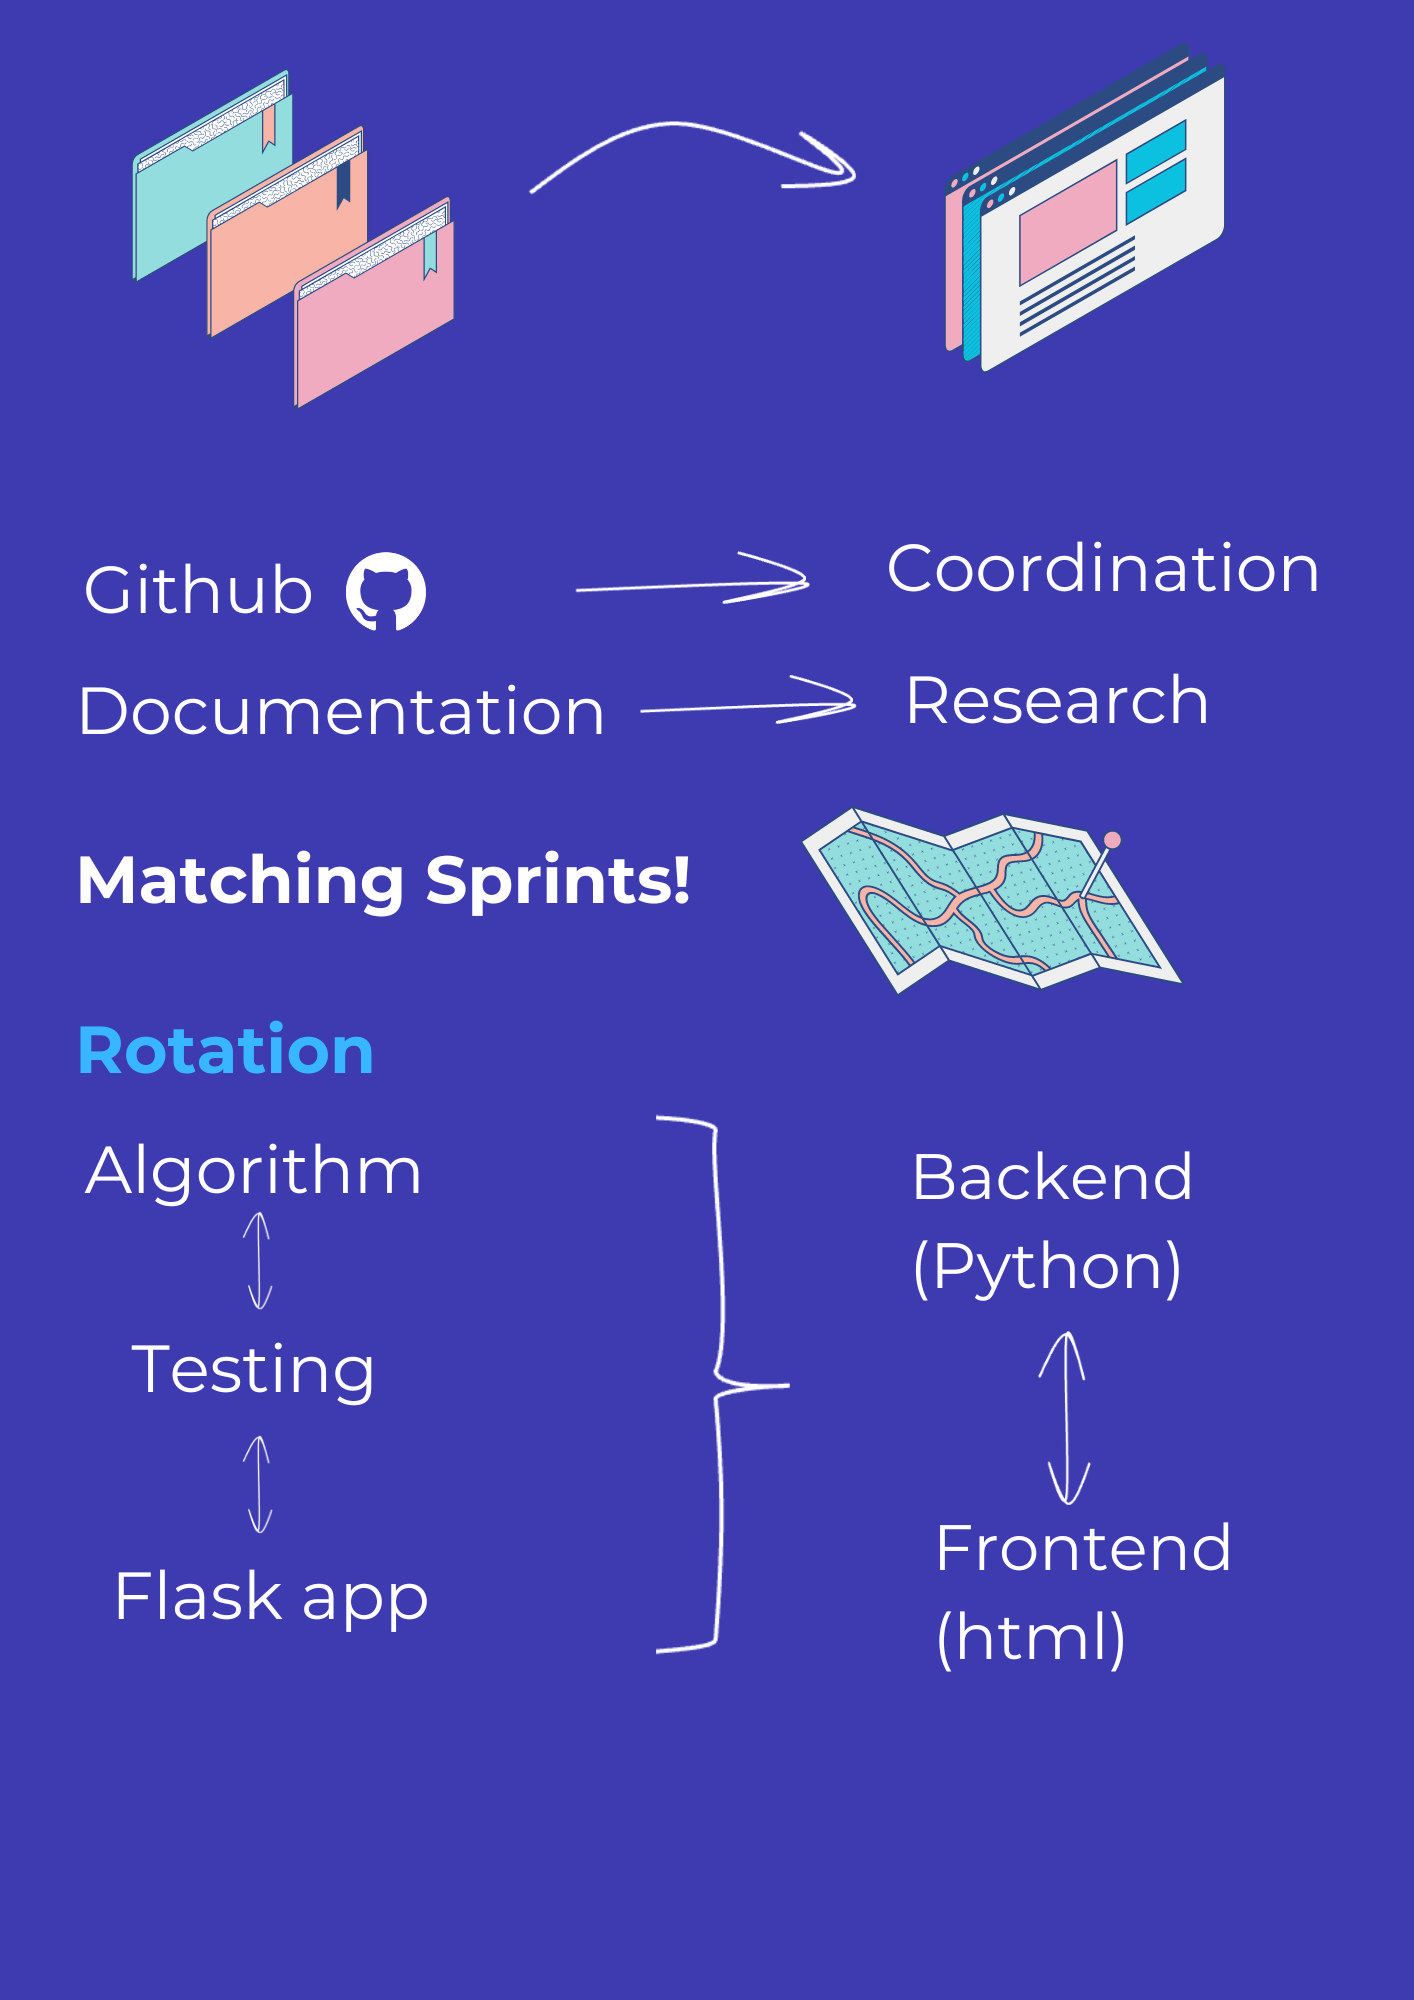 Github
Coordination
Documentation
Research
Matching Sprints!
Rotation
Algorithm
Testing
Flask app
Backend
(Python)
Frontend
(html)